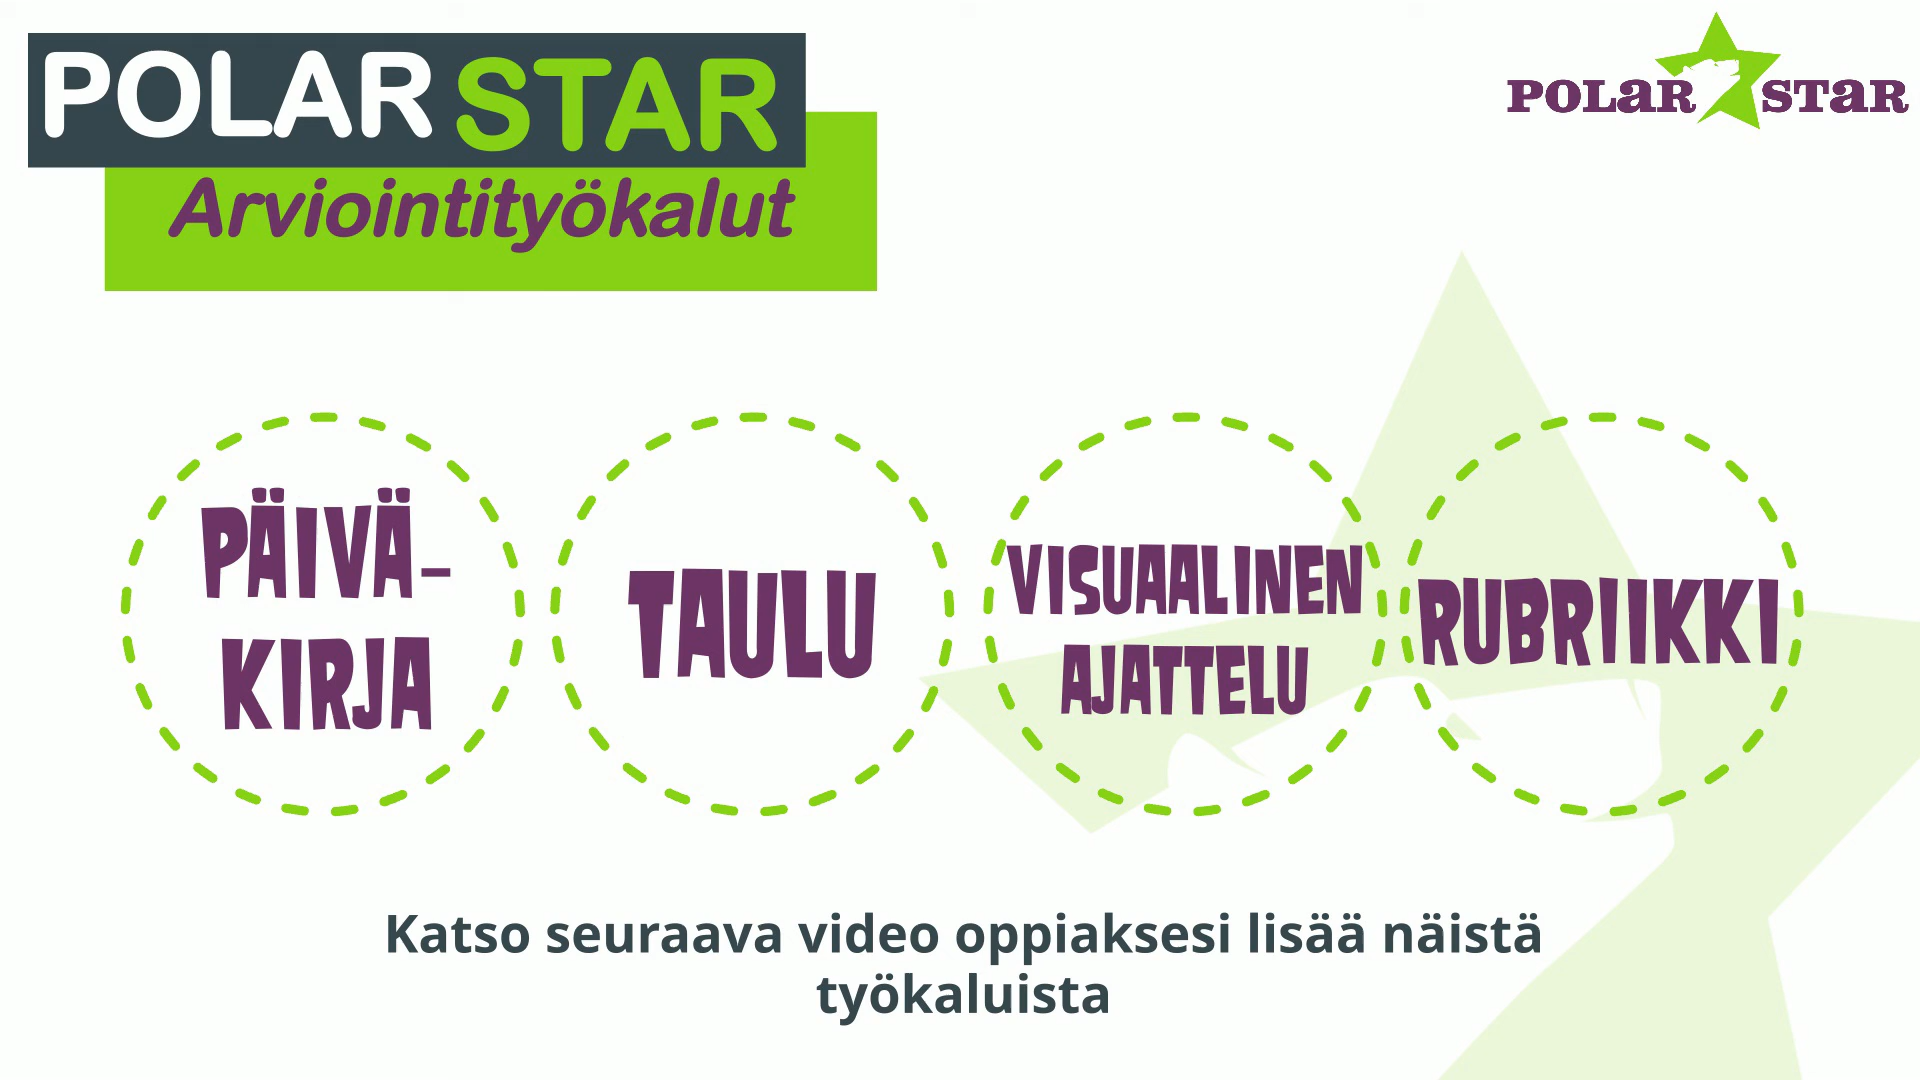 POLAR STAR
Arviointityökalut
POLAR STAR
PÄIVÄ-
KIRJA
TAULU
VISUAALINEN
AJATTELU
RUBRIIKKI
Katso seuraava video oppiaksesi lisää näistä
työkaluista